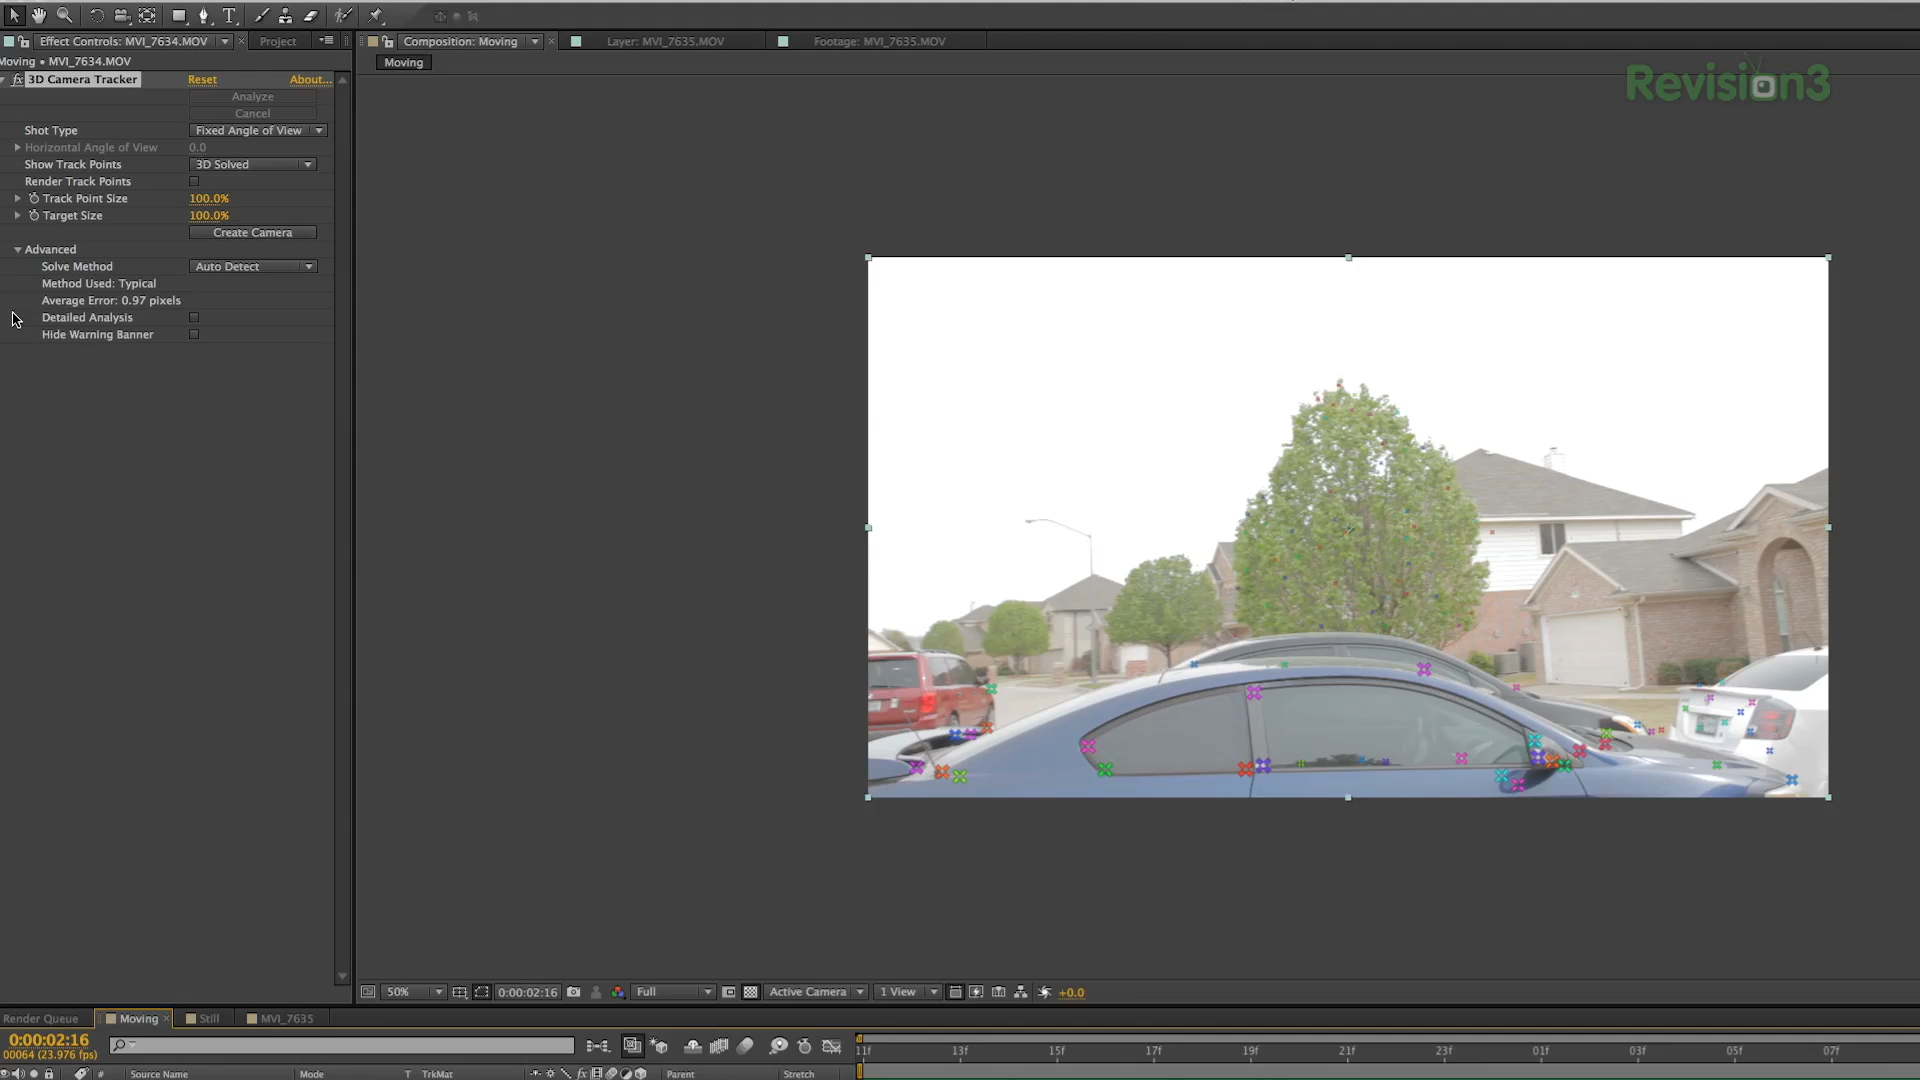 Effect Controls: MVI_7634.MOV
Project
Composition: Moving
Layer: MVI_7635.MOV
Footage: MVI_7635.MOV
Moving • MVI_7634.MOV
Moving
fx 3D Camera Tracker
Reset
About...
Revision3
Analyze
Cancel
Shot Type
Fixed Angle of View
Horizontal Angle of View
0.0
Show Track Points
3D Solved
Render Track Points
Track Point Size
100.0%
Target Size
100.0%
Create Camera
Advanced
Solve Method
Auto Detect
Method Used: Typical
Average Error: 0.97 pixels
Detailed Analysis
Hide Warning Banner
50%
0:00:02:16
Full
Active Camera
1 View
+0.0
Render Queue
Moving
Still
MVI_7635
0:00:02:16
00064 (23.976 fps)
11f
13f
15f
17f
19f
21f
23f
01f
03f
05f
07f
#
Source Name
Mode
T
TrkMat
fx
Parent
Stretch